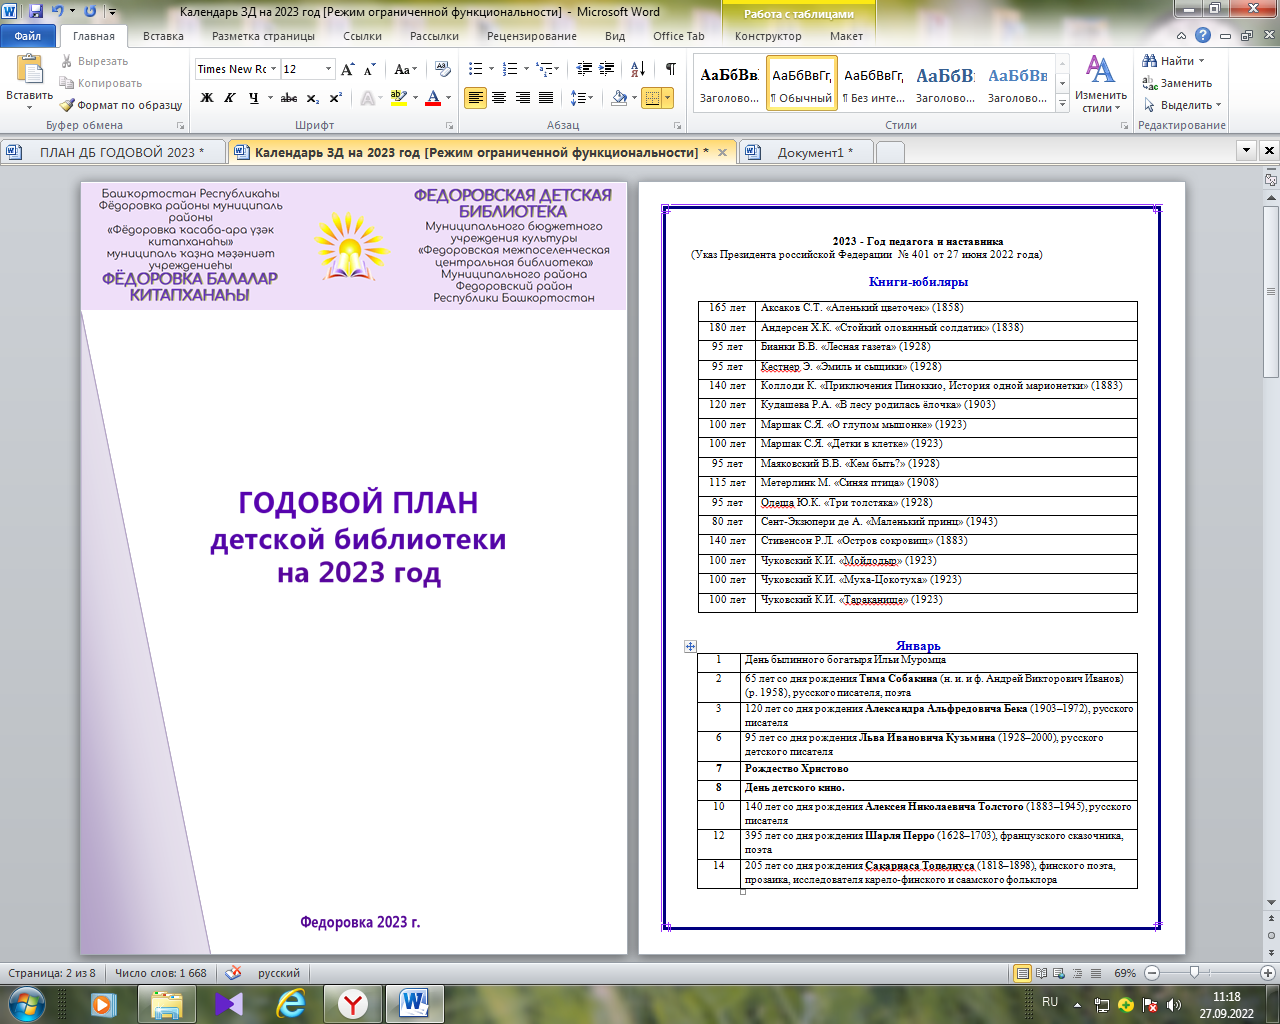 Календарь ЗД на 2023 год [Режим ограниченной функциональности] - Microsoft Word
Работа с таблицами
Файл
Главная
Вставка
Разметка страницы
Ссылки
Рассылки
Рецензирование
Вид
Office Tab
Конструктор
Макет
Вставить
Вырезать
Копировать
Формат по образцу
Буфер обмена
Times New Rc
12
Шрифт
Абзац
АаБбВв
АаБбВвГг,
АаБбВвГг,
АаБбВв
АаБбВв
Заголово...
¶ Обычный
¶ Без инте...
Заголово...
Заголово...
Изменить стили
Стили
Найти
Заменить
Выделить
Редактирование
ПЛАН ДБ ГОДОВОЙ 2023 *
Календарь ЗД на 2023 год [Режим ограниченной функциональности] *
Документ1 *
Башҡортостан Республикаһы
Фёдоровка районы муниципаль
районы
«Фёдоровка ҡасаба-ара үҙәк
китапханаһы»
муниципаль ҡаҙна мәҙәниәт
учреждениеһы
ФЁДОРОВКА БАЛАЛАР
КИТАПХАНАҺЫ
ФЕДОРОВСКАЯ ДЕТСКАЯ
БИБЛИОТЕКА
Муниципального бюджетного
учреждения культуры
«Федоровская межпоселенческая
центральная библиотека»
Муниципального района
Федоровский район
Республики Башкортостан
ГОДОВОЙ ПЛАН
детской библиотеки
на 2023 год
Федоровка 2023 г.
2023 - Год педагога и наставника
(Указ Президента российской Федерации № 401 от 27 июня 2022 года)
Книги-юбиляры
165 лет Аксаков С.Т. «Аленький цветочек» (1858)
180 лет Андерсен Х.К. «Стойкий оловянный солдатик» (1838)
95 лет Бианки В.В. «Лесная газета» (1928)
95 лет Кестнер Э. «Эмиль и сыщики» (1928)
140 лет Коллоди К. «Приключения Пиноккио, История одной марионетки» (1883)
120 лет Кудашева Р.А. «В лесу родилась ёлочка» (1903)
100 лет Маршак С.Я. «О глупом мышонке» (1923)
100 лет Маршак С.Я. «Детки в клетке» (1923)
95 лет Маяковский В.В. «Кем быть?» (1928)
115 лет Метерлинк М. «Синяя птица» (1908)
95 лет Олеша Ю.К. «Три толстяка» (1928)
80 лет Сент-Экзюпери де А. «Маленький принц» (1943)
140 лет Стивенсон Р.Л. «Остров сокровищ» (1883)
100 лет Чуковский К.И. «Мойдодыр» (1923)
100 лет Чуковский К.И. «Муха-Цокотуха» (1923)
100 лет Чуковский К.И. «Тараканище» (1923)
Январь
1 День былинного богатыря Ильи Муромца
2 65 лет со дня рождения Тима Собакина (н. и. и ф. Андрей Викторович Иванов)
(р. 1958), русского писателя, поэта
3 120 лет со дня рождения Александра Альфредовича Бека (1903–1972), русского
писателя
6 95 лет со дня рождения Льва Ивановича Кузьмина (1928–2000), русского
детского писателя
7 Рождество Христово
8 День детского кино.
10 140 лет со дня рождения Алексея Николаевича Толстого (1883–1945), русского
писателя
12 395 лет со дня рождения Шарля Перро (1628–1703), французского сказочника,
поэта
14 205 лет со дня рождения Сакариаса Топелиуса (1818–1898), финского поэта,
прозаика, исследователя карело-финского и саамского фольклора
Страница: 2 из 8
Число слов: 1 668
русский
69%
RU
11:18
27.09.2022